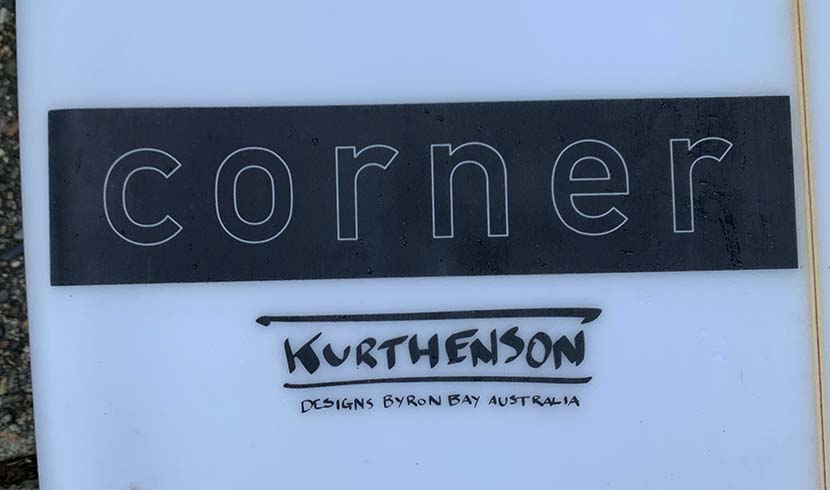 corner
KURTHENSON
DESIGNS BYRON BAY AUSTRALIA